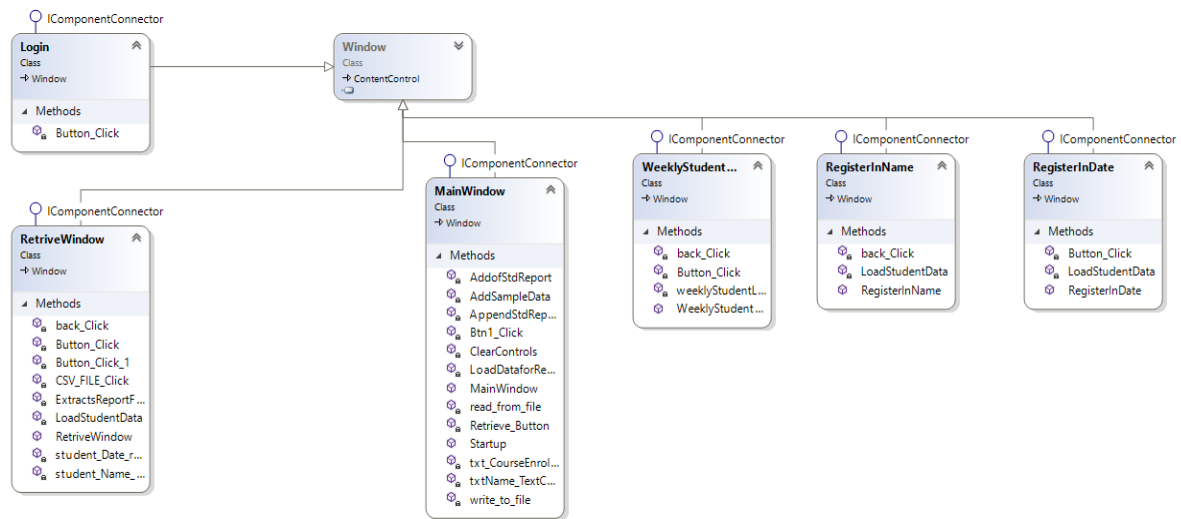 IComponentConnector
Login
Class
Window
Methods
Button_Click
Window
Class
ContentControl
IComponentConnector
RetriveWindow
Class
Window
Methods
back_Click
Button_Click
Button_Click_1
CSV_FILE_Click
ExtractsReportF...
LoadStudentData
RetriveWindow
student_Date_r...
student_Name_...
IComponentConnector
MainWindow
Class
Window
Methods
AddofStdReport
AddSampleData
AppendStdRep...
Btn1_Click
ClearControls
LoadDataforRe...
MainWindow
read_from_file
Retrieve_Button
Startup
txt_CourseEnrol...
txtName_TextC...
write_to_file
IComponentConnector
WeeklyStudent...
Class
Window
Methods
back_Click
Button_Click
weeklyStudentL...
WeeklyStudent...
IComponentConnector
RegisterInName
Class
Window
Methods
back_Click
LoadStudentData
RegisterInName
IComponentConnector
RegisterInDate
Class
Window
Methods
Button_Click
LoadStudentData
RegisterInDate